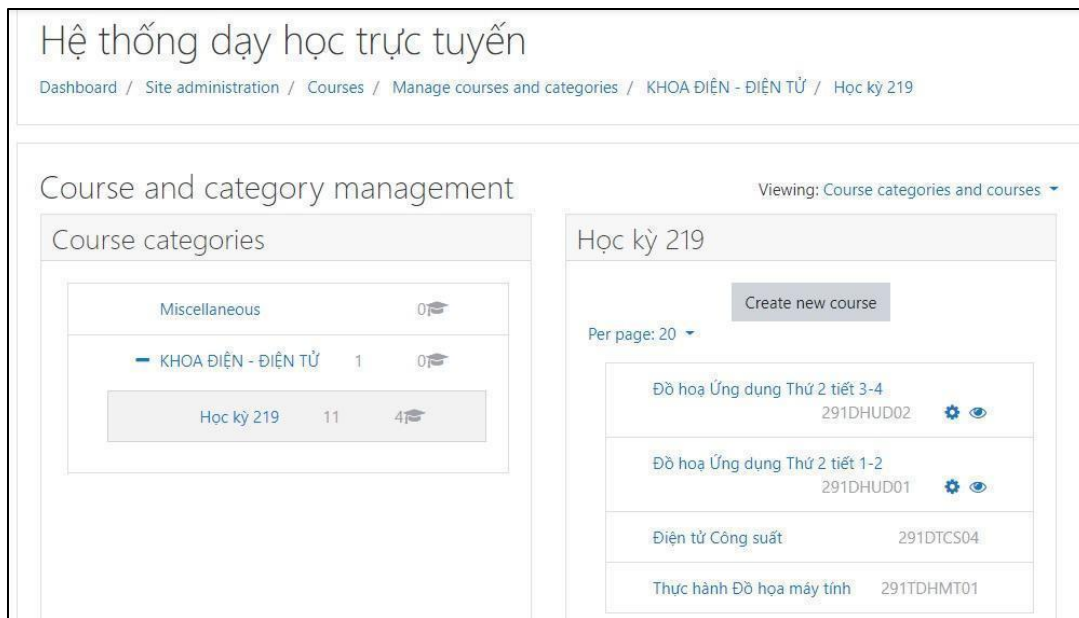 Hệ thống dạy học trực tuyến
Dashboard / Site administration / Courses / Manage courses and categories / KHOA ĐIỆN - ĐIỆN TỬ / Học kỳ 219
Course and category management
Viewing: Course categories and courses
Course categories
Miscellaneous 0
KHOA ĐIỆN - ĐIỆN TỬ 1 0
Học kỳ 219 11 4
Học kỳ 219
Create new course
Per page: 20
Đồ hoạ Ứng dụng Thứ 2 tiết 3-4
291DHUD02
Đồ hoạ Ứng dụng Thứ 2 tiết 1-2
291DHUD01
Điện tử Công suất 291DTCS04
Thực hành Đồ họa máy tính 291TDHMT01